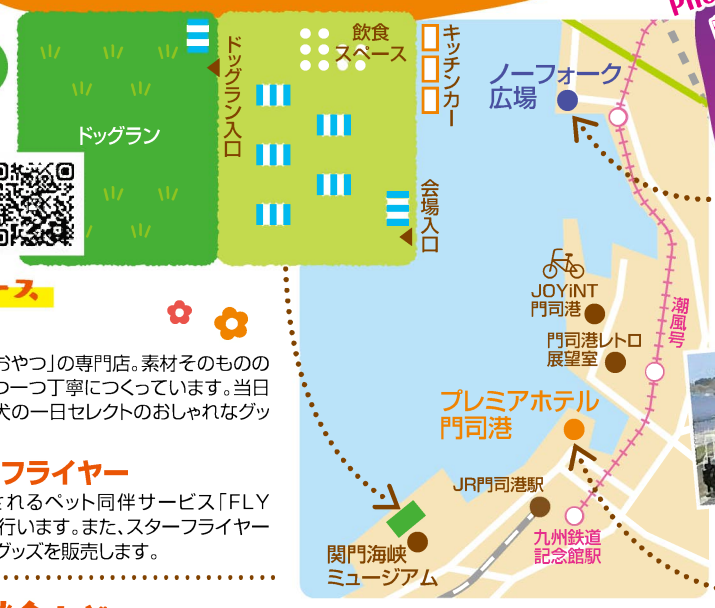 Pho
飲食
スペース
キッチンカー
ドッグラン入口
ドッグラン
会場入口
ノーフォーク
広場
JOYiNT
門司港
潮風号
門司港レトロ
展望室
プレミアホテル
門司港
JR門司港駅
九州鉄道
記念館駅
関門海峡
ミュージアム
ース
おやつ」の専門店。素材そのものの
つ一つ丁寧につくっています。当日
犬の一日セレクトのおしゃれなグッ
フライヤー
されるペット同伴サービス「FLY
行います。また、スターフライヤー
グッズを販売します。